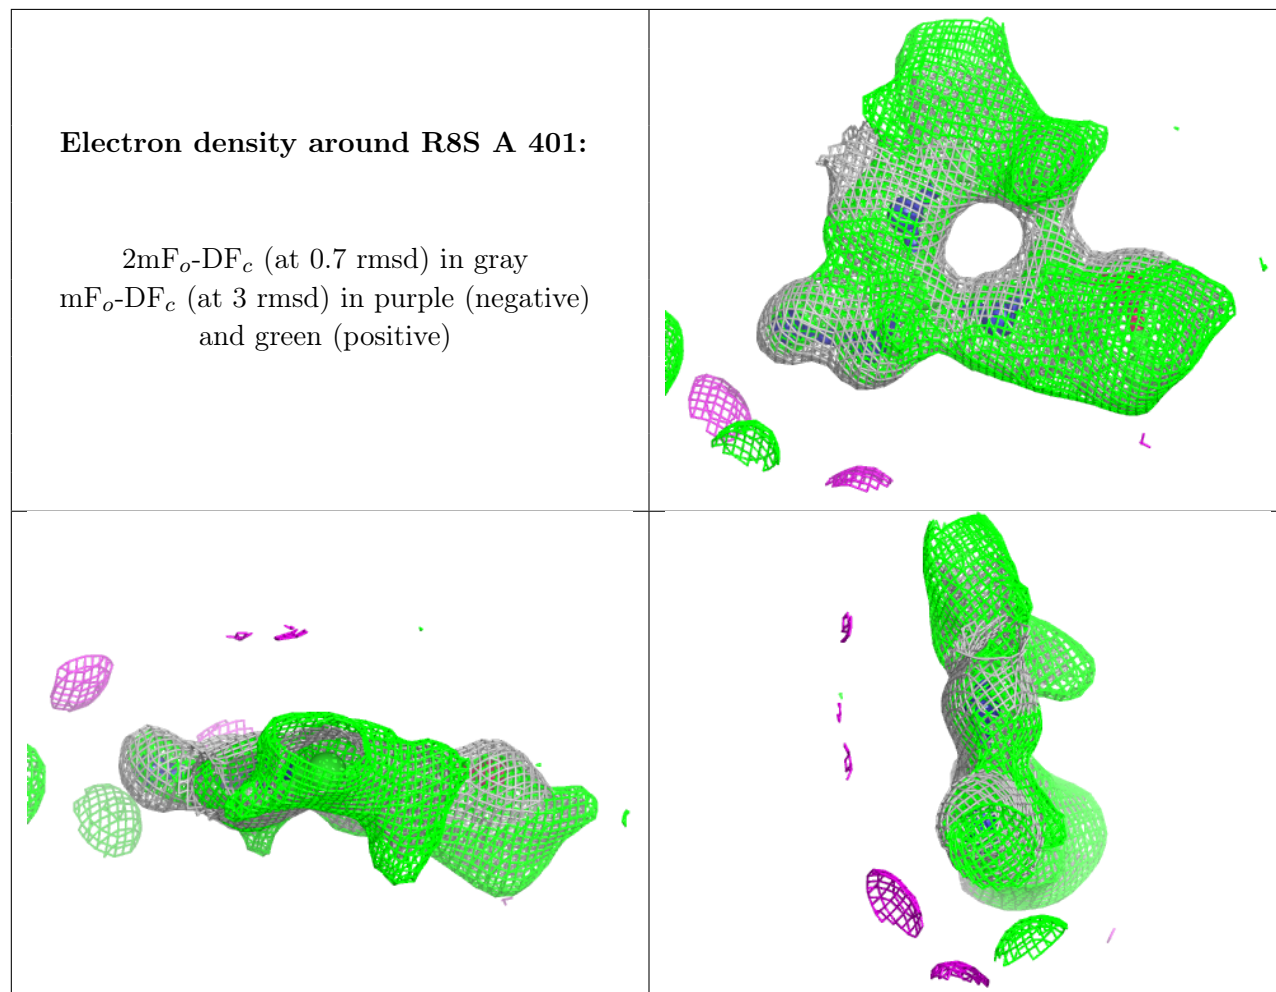 Electron density around R8S A 401:
2mFo-DFc (at 0.7 rmsd) in gray
mFo-DFc (at 3 rmsd) in purple (negative)
and green (positive)